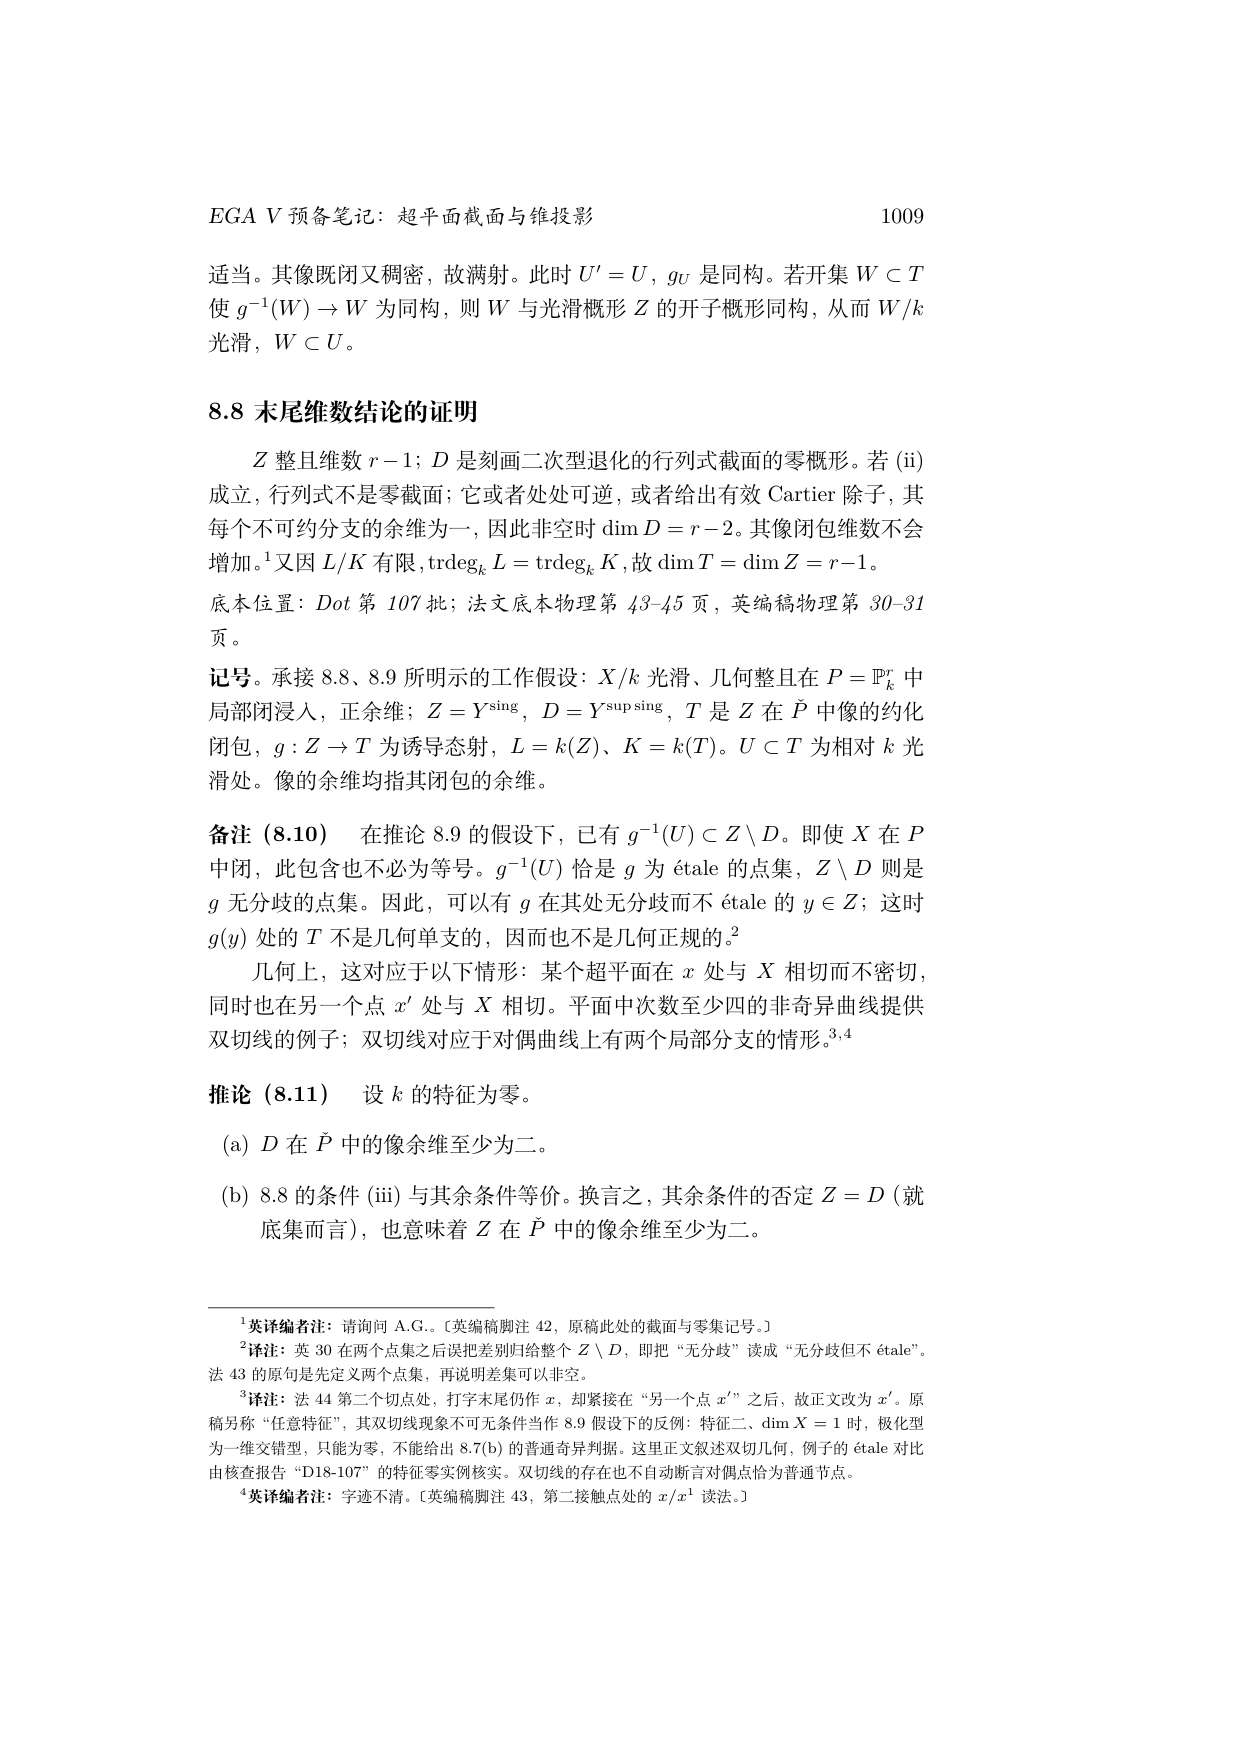 EGA V 预备笔记：超平面截面与锥投影 1009
适当。其像既闭又稠密，故满射。此时 U′ = U，g_U 是同构。若开集 W ⊂ T
使 g⁻¹(W) → W 为同构，则 W 与光滑概形 Z 的开子概形同构，从而 W/k
光滑，W ⊂ U。
8.8 末尾维数结论的证明
Z 整且维数 r − 1；D 是刻画二次型退化的行列式截面的零概形。若 (ii)
成立，行列式不是零截面；它或者处处可逆，或者给出有效 Cartier 除子，其
每个不可约分支的余维为一，因此非空时 dim D = r − 2。其像闭包维数不会
增加。¹又因 L/K 有限，trdeg_k L = trdeg_k K，故 dim T = dim Z = r−1。
底本位置：Dot 第 107 批；法文底本物理第 43–45 页，英编稿物理第 30–31
页。
记号。承接 8.8、8.9 所明示的工作假设：X/k 光滑、几何整且在 P = ℙ^r_k 中
局部闭浸入，正余维；Z = Y^sing，D = Y^sup sing，T 是 Z 在 P̌ 中像的约化
闭包，g : Z → T 为诱导态射，L = k(Z)、K = k(T)。U ⊂ T 为相对 k 光
滑处。像的余维均指其闭包的余维。
备注（8.10） 在推论 8.9 的假设下，已有 g⁻¹(U) ⊂ Z ∖ D。即使 X 在 P
中闭，此包含也不必为等号。g⁻¹(U) 恰是 g 为 étale 的点集，Z ∖ D 则是
g 无分歧的点集。因此，可以有 g 在其处无分歧而不 étale 的 y ∈ Z；这时
g(y) 处的 T 不是几何单支的，因而也不是几何正规的。²
几何上，这对应于以下情形：某个超平面在 x 处与 X 相切而不密切，
同时也在另一个点 x′ 处与 X 相切。平面中次数至少四的非奇异曲线提供
双切线的例子；双切线对应于对偶曲线上有两个局部分支的情形。³,⁴
推论（8.11） 设 k 的特征为零。
(a) D 在 P̌ 中的像余维至少为二。
(b) 8.8 的条件 (iii) 与其余条件等价。换言之，其余条件的否定 Z = D（就
底集而言），也意味着 Z 在 P̌ 中的像余维至少为二。
¹英译编者注：请询问 A.G.。〔英编稿脚注 42，原稿此处的截面与零集记号。〕
²译注：英 30 在两个点集之后误把差别归给整个 Z ∖ D，即把 “无分歧” 读成 “无分歧但不 étale”。
法 43 的原句是先定义两个点集，再说明差集可以非空。
³译注：法 44 第二个切点处，打字末尾仍作 x，却紧接在 “另一个点 x′” 之后，故正文改为 x′。原
稿另称 “任意特征”，其双切线现象不可无条件当作 8.9 假设下的反例：特征二、dim X = 1 时，极化型
为一维交错型，只能为零，不能给出 8.7(b) 的普通奇异判据。这里正文叙述双切几何，例子的 étale 对比
由核查报告 “D18-107” 的特征零实例核实。双切线的存在也不自动断言对偶点恰为普通节点。
⁴英译编者注：字迹不清。〔英编稿脚注 43，第二接触点处的 x/x¹ 读法。〕